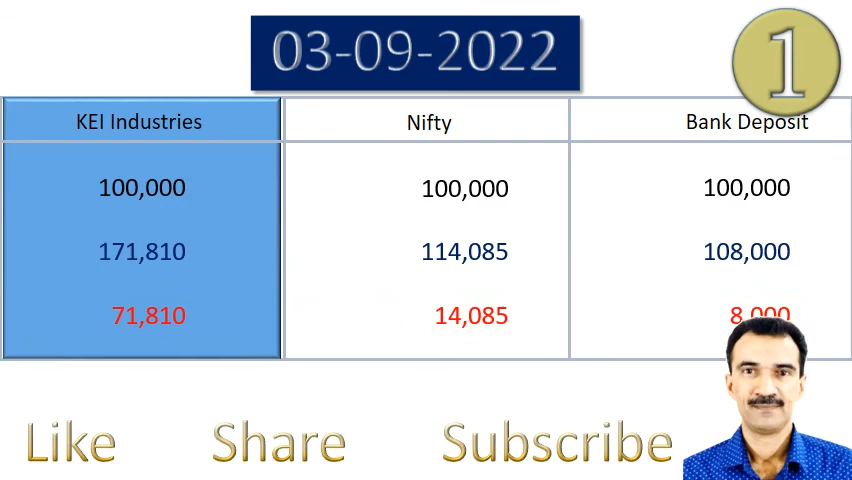 03-09-2022
1
KEI Industries Nifty Bank Deposit
100,000 100,000 100,000
171,810 114,085 108,000
71,810 14,085 8,000
Like Share Subscribe